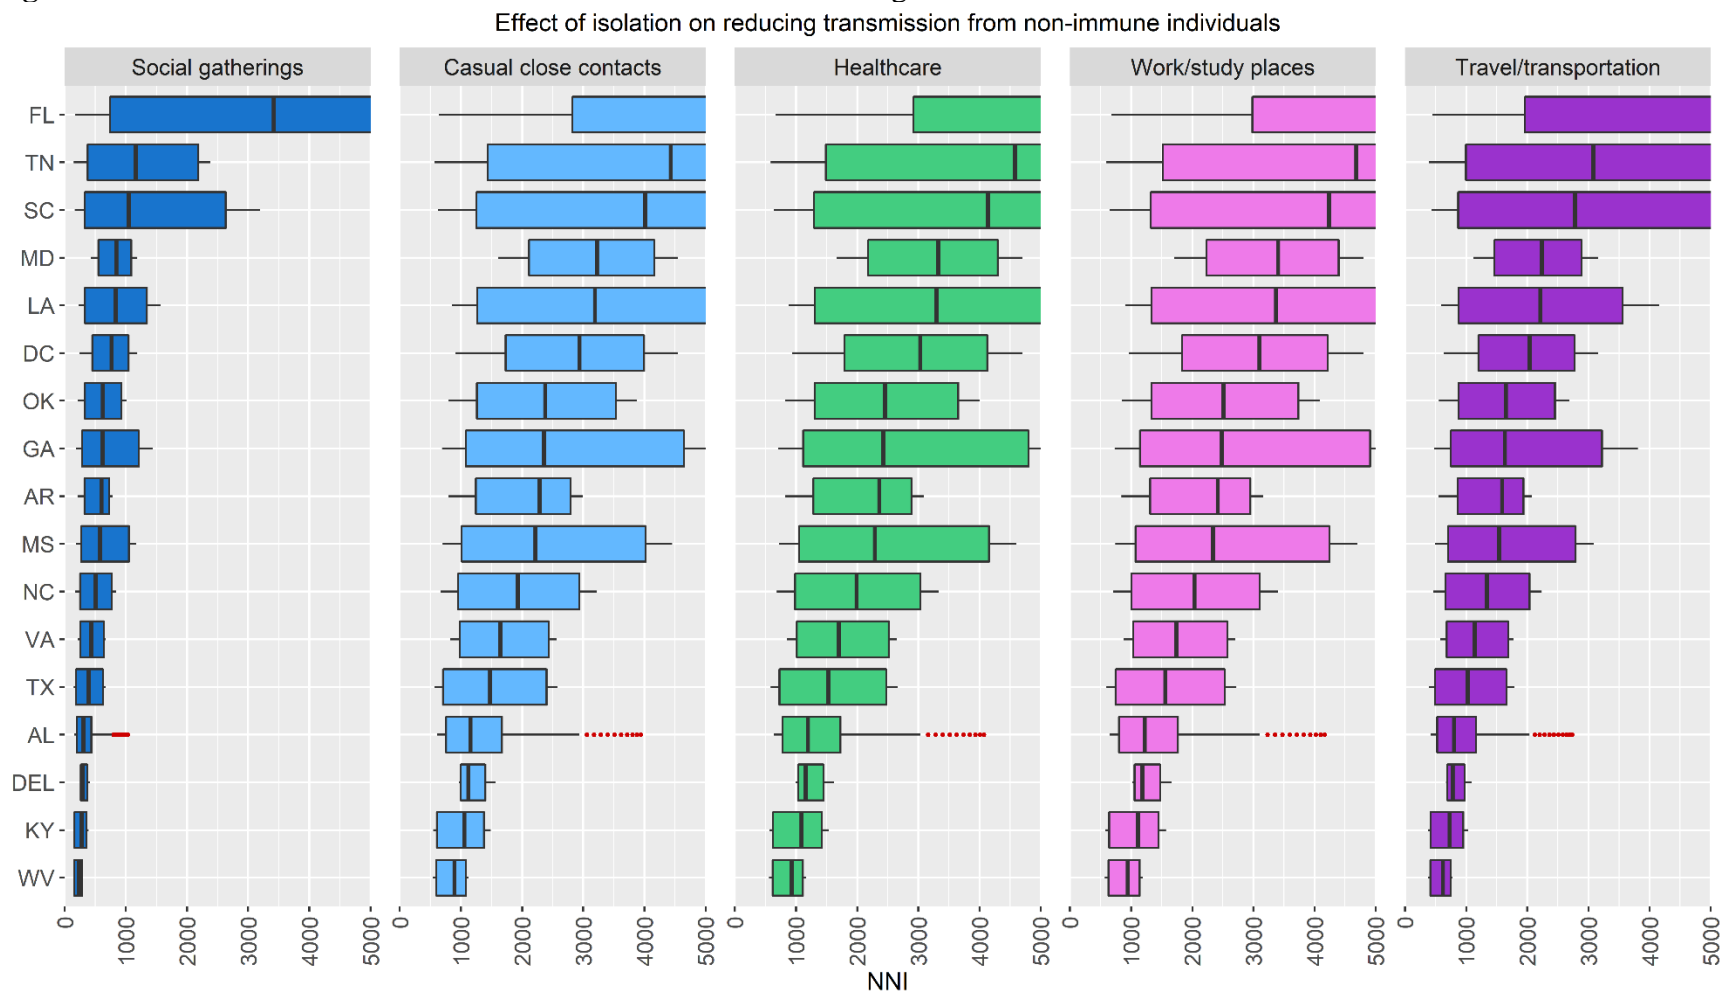 Effect of isolation on reducing transmission from non-immune individuals
Social gatherings Casual close contacts Healthcare Work/study places Travel/transportation
FL
TN
SC
MD
LA
DC
OK
GA
AR
MS
NC
VA
TX
AL
DEL
KY
WV
0 1000 2000 3000 4000 5000 0 1000 2000 3000 4000 5000 0 1000 2000 3000 4000 5000 0 1000 2000 3000 4000 5000 0 1000 2000 3000 4000 5000
NNI